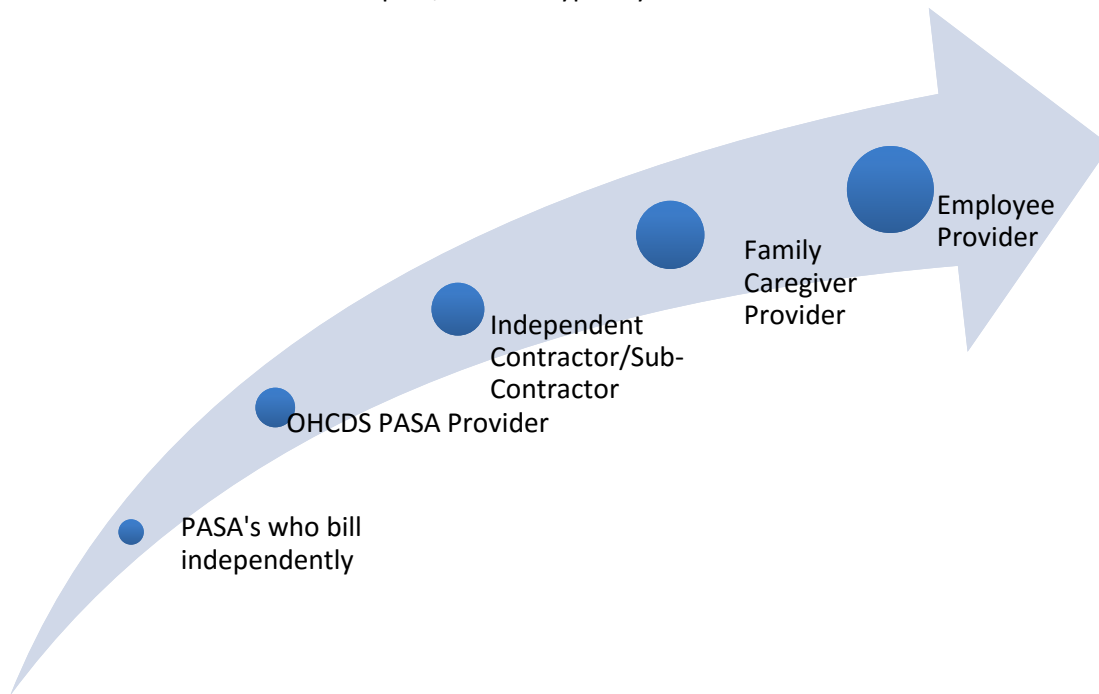 Employee
Provider
Family
Caregiver
Provider
Independent
Contractor/Sub-
Contractor
OHCDS PASA Provider
PASA's who bill
independently